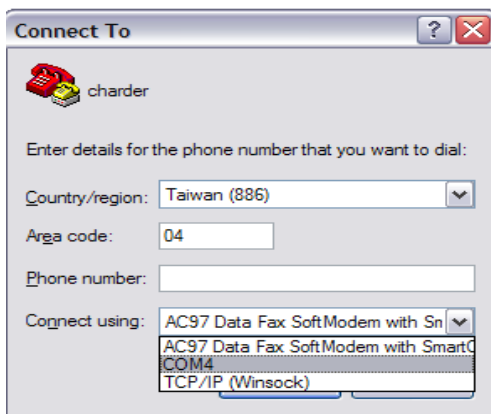 Connect To
charder
Enter details for the phone number that you want to dial:
Country/region: Taiwan (886)
Area code: 04
Phone number:
Connect using: AC97 Data Fax SoftModem with Sn
AC97 Data Fax SoftModem with SmartC
COM4
TCP/IP (Winsock)